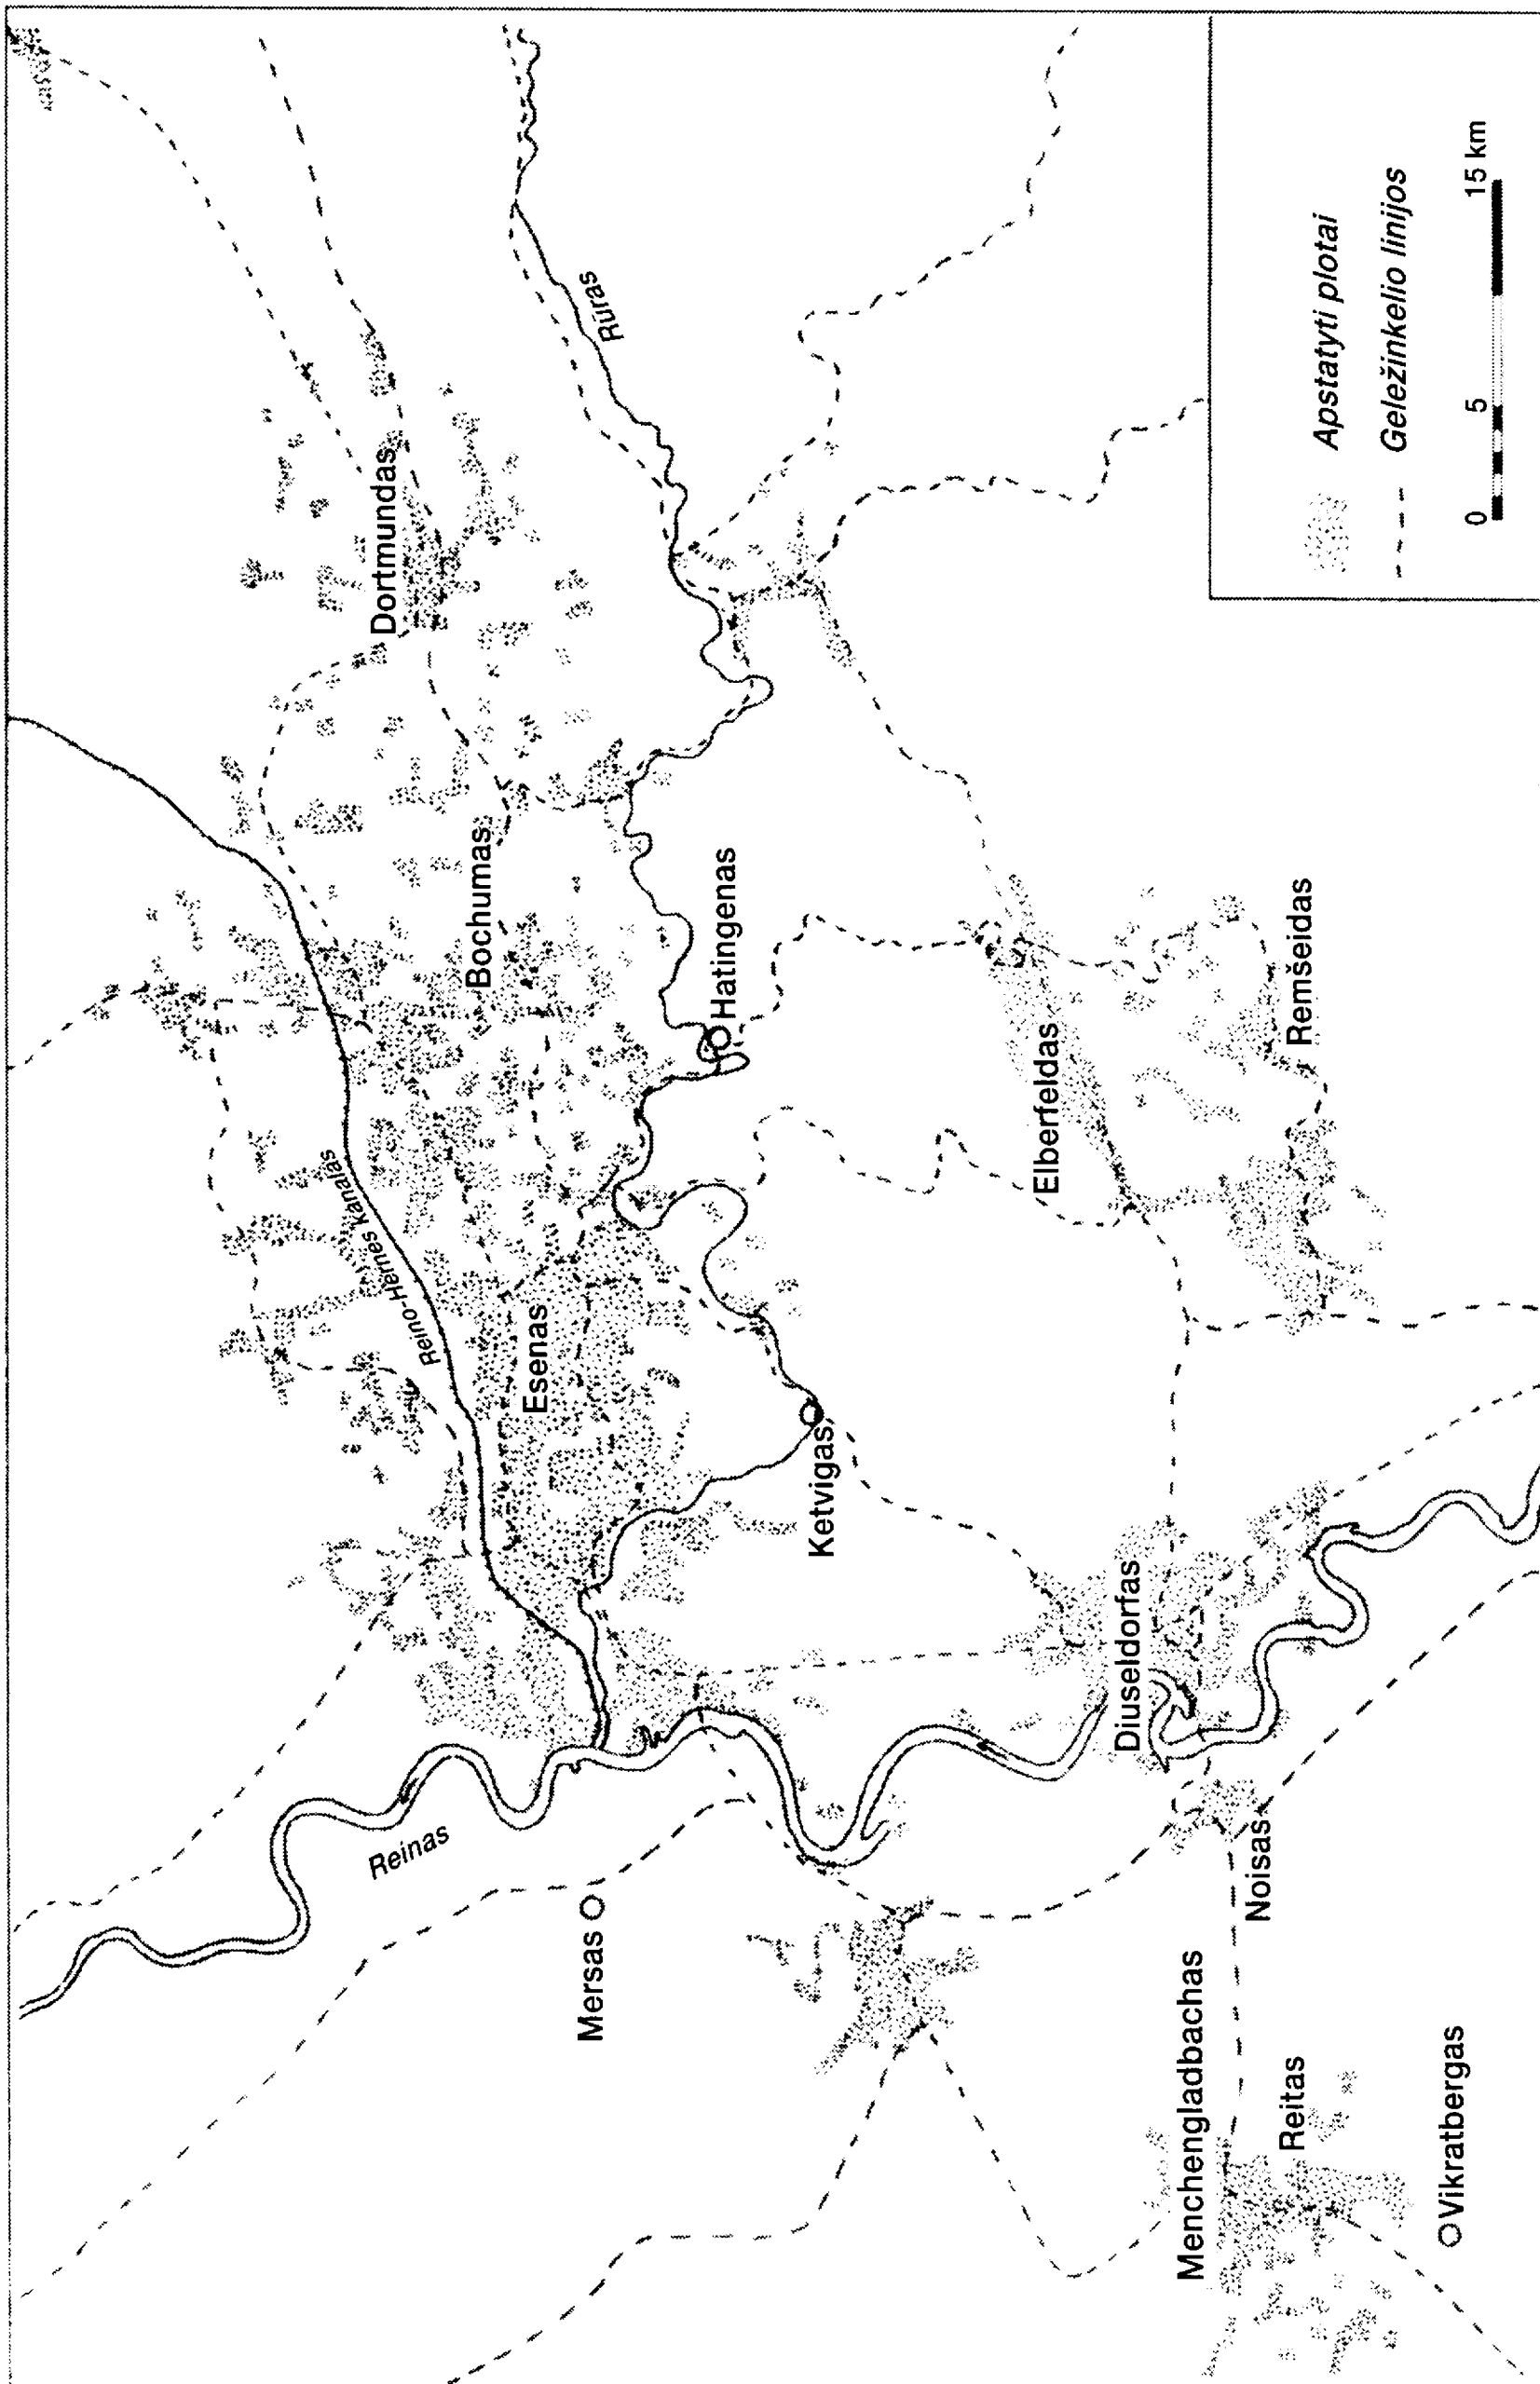 Dortmundas
Rūras
Bochumas
Hatingenas
Reino-Hernes Kanalas
Esenas
Elberfeldas
Remšeidas
Ketvigas
Reinas
Mersas
Diuseldorfas
Noisas
Menchengladbachas
Reitas
Vikratbergas
Apstatyti plotai
Geležinkelio linijos
0 5 15 km